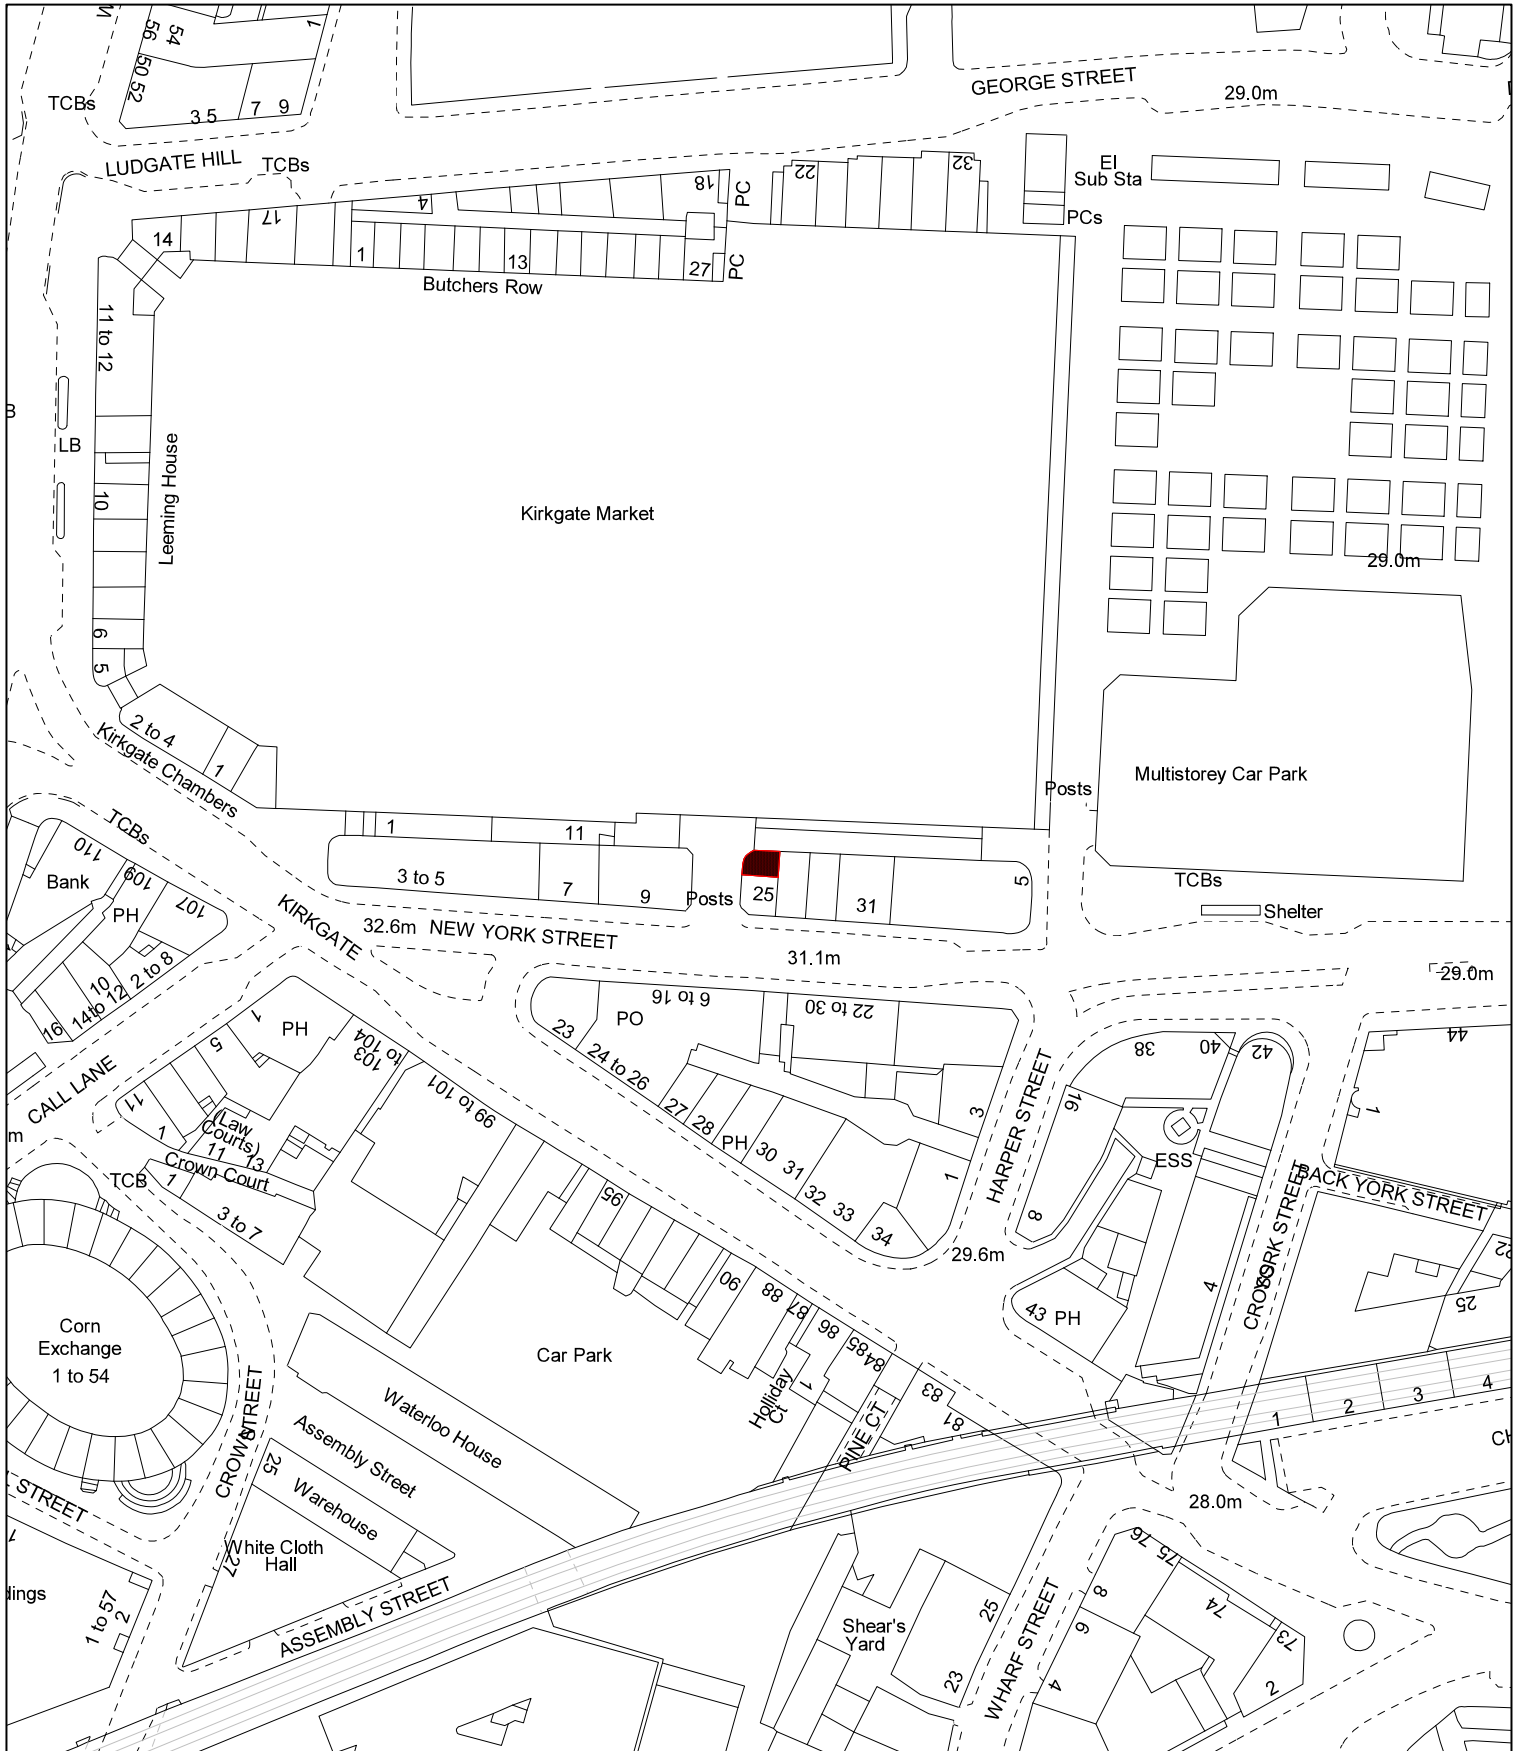 56
54
50 52
3 5
7
9
1
TCBs
GEORGE STREET
29.0m
LUDGATE HILL
TCBs
El
Sub Sta
PCs
18
PC
22
32
4
17
14
1
13
27
PC
Butchers Row
11 to 12
LB
10
Leeming House
Kirkgate Market
29.0m
6
5
2 to 4
1
Kirkgate Chambers
Posts
Multistorey Car Park
TCBs
1
11
3 to 5
7
9
Posts
25
31
5
TCBs
Shelter
110
109
107
Bank
PH
10
2 to 8
14 to 12
16
KIRKGATE
32.6m
NEW YORK STREET
31.1m
29.0m
23
PO
6 to 16
22 to 30
24 to 26
27
28
PH
30
31
32
33
34
3
1
HARPER STREET
38
40
42
44
16
8
ESS
1
PH
1
5
11
1
103
to 104
99 to 101
CALL LANE
(Law
Courts)
11
13
Crown Court
TCB
1
3 to 7
95
90
88
87
86
85
84
83
81
29.6m
43
PH
4
CROSS
YORK STREET
BACK YORK STREET
22
25
Corn
Exchange
1 to 54
CROWN
STREET
Car Park
Holliday
Ct
1
PINE CT
Waterloo House
Assembly Street
25
Warehouse
White Cloth
Hall
27
STREET
1
2
3
4
28.0m
dings
1 to 57
2
ASSEMBLY STREET
Shear's
Yard
25
23
WHARF STREET
76
75
74
73
8
6
4
2